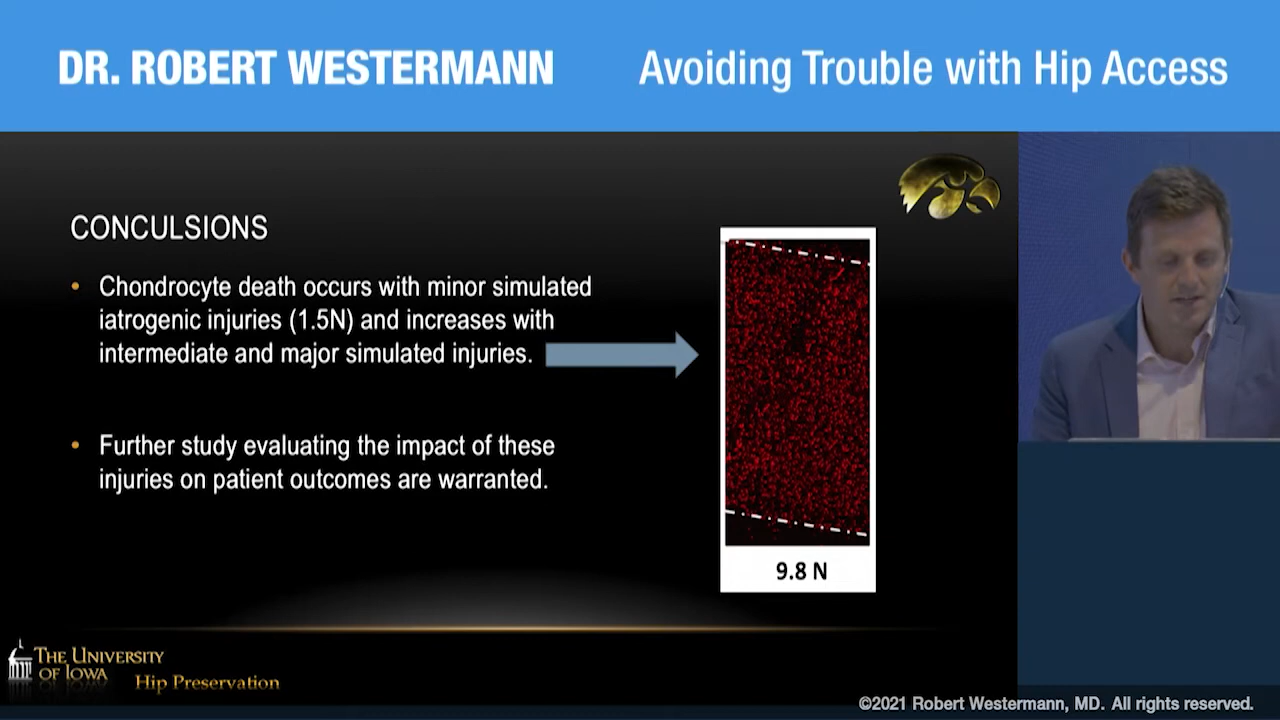 DR. ROBERT WESTERMANN
Avoiding Trouble with Hip Access
CONCULSIONS
• Chondrocyte death occurs with minor simulated
iatrogenic injuries (1.5N) and increases with
intermediate and major simulated injuries.
• Further study evaluating the impact of these
injuries on patient outcomes are warranted.
9.8 N
THE UNIVERSITY
OF IOWA
Hip Preservation
©2021 Robert Westermann, MD. All rights reserved.